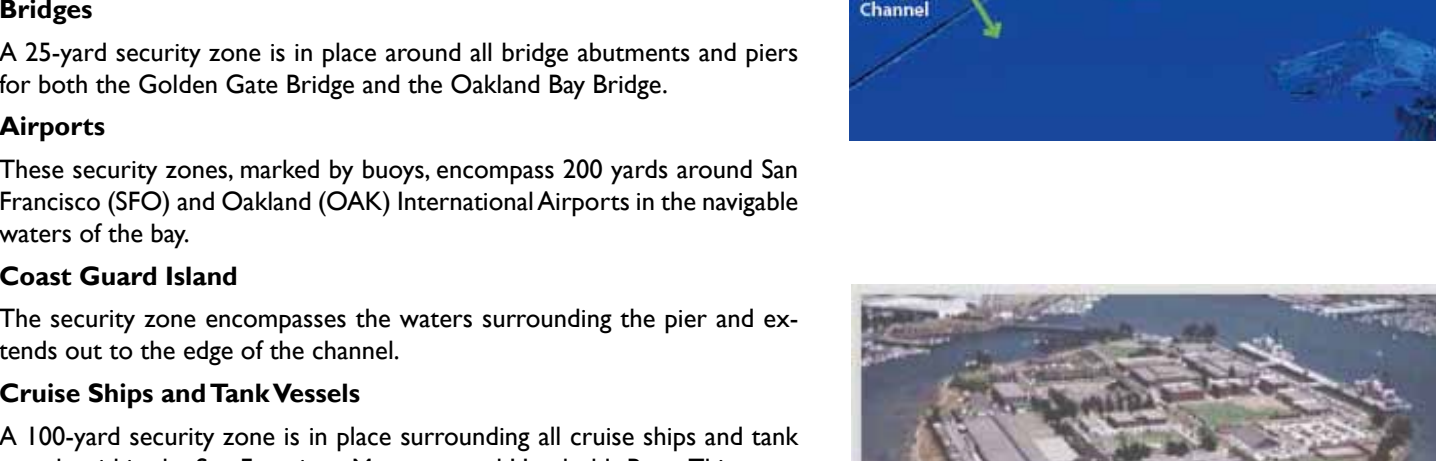 Bridges
A 25-yard security zone is in place around all bridge abutments and piers
for both the Golden Gate Bridge and the Oakland Bay Bridge.
Airports
These security zones, marked by buoys, encompass 200 yards around San
Francisco (SFO) and Oakland (OAK) International Airports in the navigable
waters of the bay.
Coast Guard Island
The security zone encompasses the waters surrounding the pier and ex-
tends out to the edge of the channel.
Cruise Ships and Tank Vessels
A 100-yard security zone is in place surrounding all cruise ships and tank
Channel